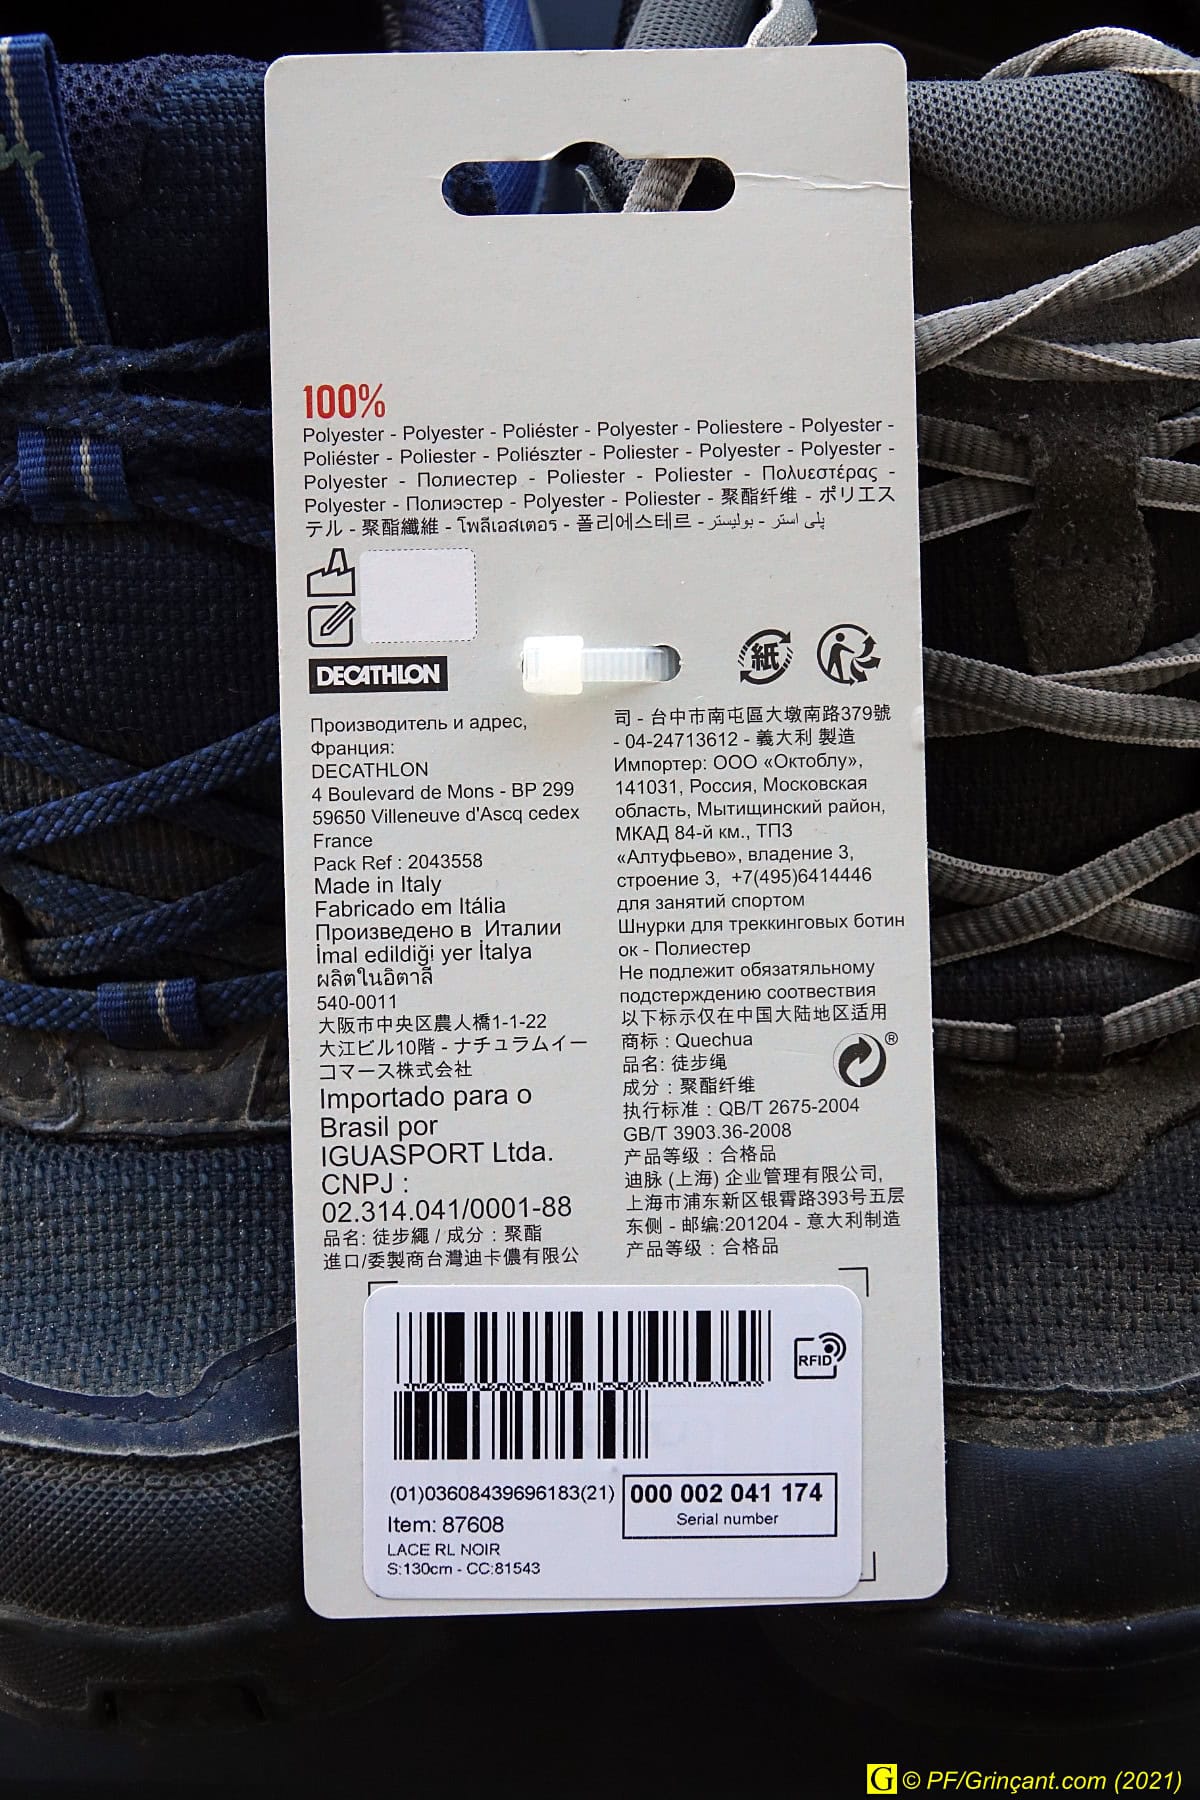 100%
Polyester - Polyester - Poliéster - Polyester - Poliestere - Polyester -
Poliéster - Poliester - Poliészter - Poliester - Polyester - Polyester -
Polyester - Полиестер - Poliester - Poliester - Πολυεστέρας -
Polyester - Полиэстер - Polyester - Poliester - 聚酯纤维 - ポリエス
テル - 聚酯纖維 - โพลีเอสเตอร์ - 폴리에스테르 - بوليستر - پلی استر
DECATHLON
紙
Производитель и адрес,
Франция:
DECATHLON
4 Boulevard de Mons - BP 299
59650 Villeneuve d'Ascq cedex
France
Pack Ref : 2043558
Made in Italy
Fabricado em Itália
Произведено в Италии
İmal edildiği yer İtalya
ผลิตในอิตาลี
540-0011
大阪市中央区農人橋1-1-22
大江ビル10階 - ナチュラムイー
コマース株式会社
Importado para o
Brasil por
IGUASPORT Ltda.
CNPJ :
02.314.041/0001-88
品名: 徒步繩 / 成分 : 聚酯
進口/委製商台灣迪卡儂有限公
司 - 台中市南屯區大墩南路379號
- 04-24713612 - 義大利 製造
Импортер: ООО «Октоблу»,
141031, Россия, Московская
область, Мытищинский район,
МКАД 84-й км., ТПЗ
«Алтуфьево», владение 3,
строение 3, +7(495)6414446
для занятий спортом
Шнурки для треккинговых ботин
ок - Полиестер
Не подлежит обязатяльному
подстерждению соотвествия
以下标示仅在中国大陆地区适用
商标 : Quechua
品名: 徒步绳
成分 : 聚酯纤维
执行标准 : QB/T 2675-2004
GB/T 3903.36-2008
产品等级 : 合格品
迪脉 (上海) 企业管理有限公司,
上海市浦东新区银霄路393号五层
东侧 - 邮编:201204 - 意大利制造
产品等级 : 合格品
®
RFID
(01)03608439696183(21)
000 002 041 174
Serial number
Item: 87608
LACE RL NOIR
S:130cm - CC:81543
G © PF/Grinçant.com (2021)